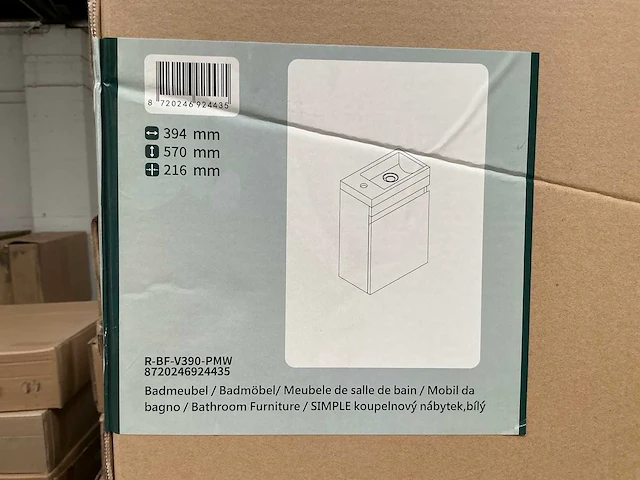 8 720246 924435
394 mm
570 mm
216 mm
R-BF-V390-PMW
8720246924435
Badmeubel / Badmöbel/ Meubele de salle de bain / Mobil da
bagno / Bathroom Furniture / SIMPLE koupelnový nábytek,bílý